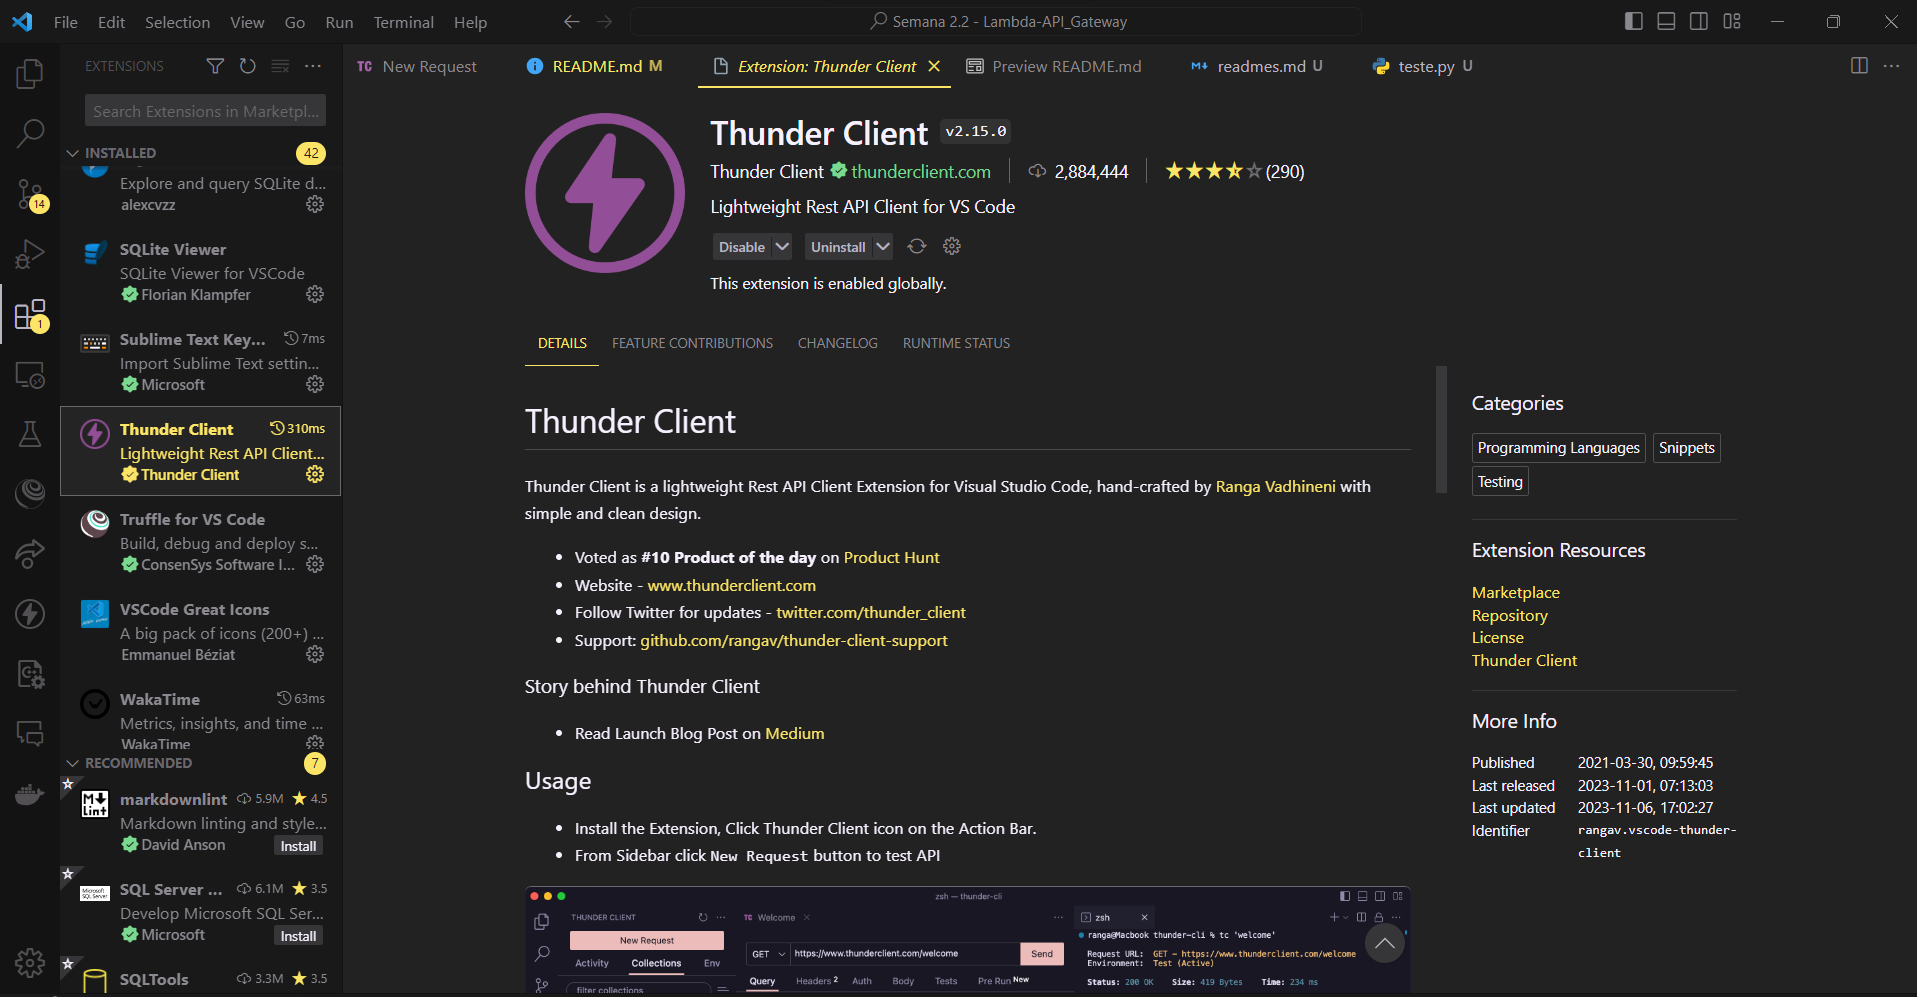 File Edit Selection View Go Run Terminal Help
Semana 2.2 - Lambda-API_Gateway
EXTENSIONS
Search Extensions in Marketpl...
INSTALLED 42
Explore and query SQLite d...
alexcvzz
SQLite Viewer
SQLite Viewer for VSCode
Florian Klampfer
Sublime Text Key... 7ms
Import Sublime Text settin...
Microsoft
Thunder Client 310ms
Lightweight Rest API Client...
Thunder Client
Truffle for VS Code
Build, debug and deploy s...
ConsenSys Software I...
VSCode Great Icons
A big pack of icons (200+) ...
Emmanuel Béziat
WakaTime 63ms
Metrics, insights, and time ...
WakaTime
RECOMMENDED 7
markdownlint 5.9M 4.5
Markdown linting and style...
David Anson Install
SQL Server ... 6.1M 3.5
Develop Microsoft SQL Ser...
Microsoft Install
SQLTools 3.3M 3.5
14
1
TC New Request
README.md M
Extension: Thunder Client
Preview README.md
readmes.md U
teste.py U
Thunder Client v2.15.0
Thunder Client thunderclient.com 2,884,444 (290)
Lightweight Rest API Client for VS Code
Disable Uninstall
This extension is enabled globally.
DETAILS FEATURE CONTRIBUTIONS CHANGELOG RUNTIME STATUS
Thunder Client
Thunder Client is a lightweight Rest API Client Extension for Visual Studio Code, hand-crafted by Ranga Vadhineni with
simple and clean design.
Voted as #10 Product of the day on Product Hunt
Website - www.thunderclient.com
Follow Twitter for updates - twitter.com/thunder_client
Support: github.com/rangav/thunder-client-support
Story behind Thunder Client
Read Launch Blog Post on Medium
Usage
Install the Extension, Click Thunder Client icon on the Action Bar.
From Sidebar click New Request button to test API
zsh — thunder-cli
THUNDER CLIENT
New Request
Activity Collections Env
filter collections
TC Welcome
GET https://www.thunderclient.com/welcome Send
Query Headers 2 Auth Body Tests Pre Run New
zsh
ranga@Macbook thunder-cli % tc 'welcome'
Request URL: GET - https://www.thunderclient.com/welcome
Environment: Test (Active)
Status: 200 OK Size: 419 Bytes Time: 234 ms
Categories
Programming Languages Snippets
Testing
Extension Resources
Marketplace
Repository
License
Thunder Client
More Info
Published 2021-03-30, 09:59:45
Last released 2023-11-01, 07:13:03
Last updated 2023-11-06, 17:02:27
Identifier rangav.vscode-thunder-
client